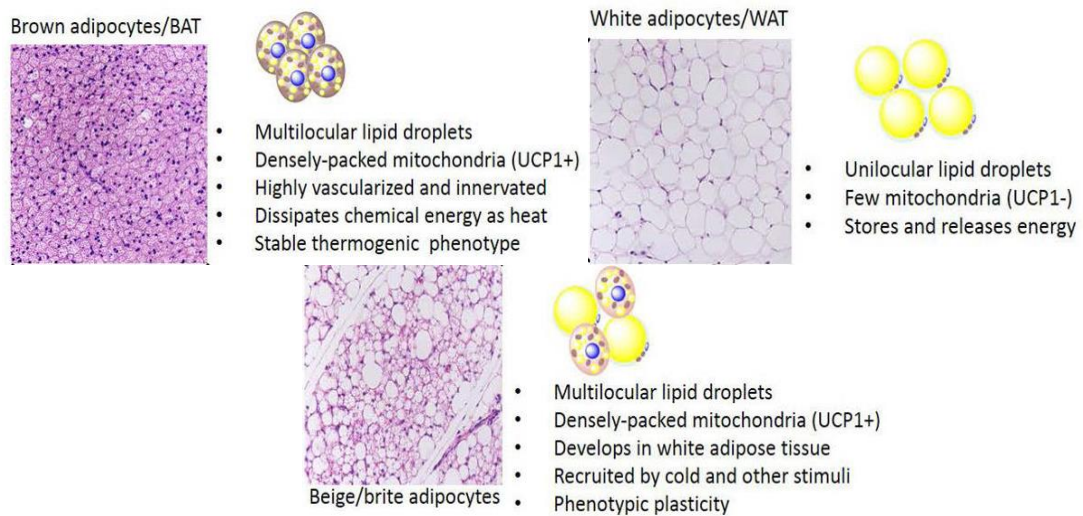 Brown adipocytes/BAT
• Multilocular lipid droplets
• Densely-packed mitochondria (UCP1+)
• Highly vascularized and innervated
• Dissipates chemical energy as heat
• Stable thermogenic phenotype
White adipocytes/WAT
• Unilocular lipid droplets
• Few mitochondria (UCP1-)
• Stores and releases energy
Beige/brite adipocytes
• Multilocular lipid droplets
• Densely-packed mitochondria (UCP1+)
• Develops in white adipose tissue
• Recruited by cold and other stimuli
• Phenotypic plasticity